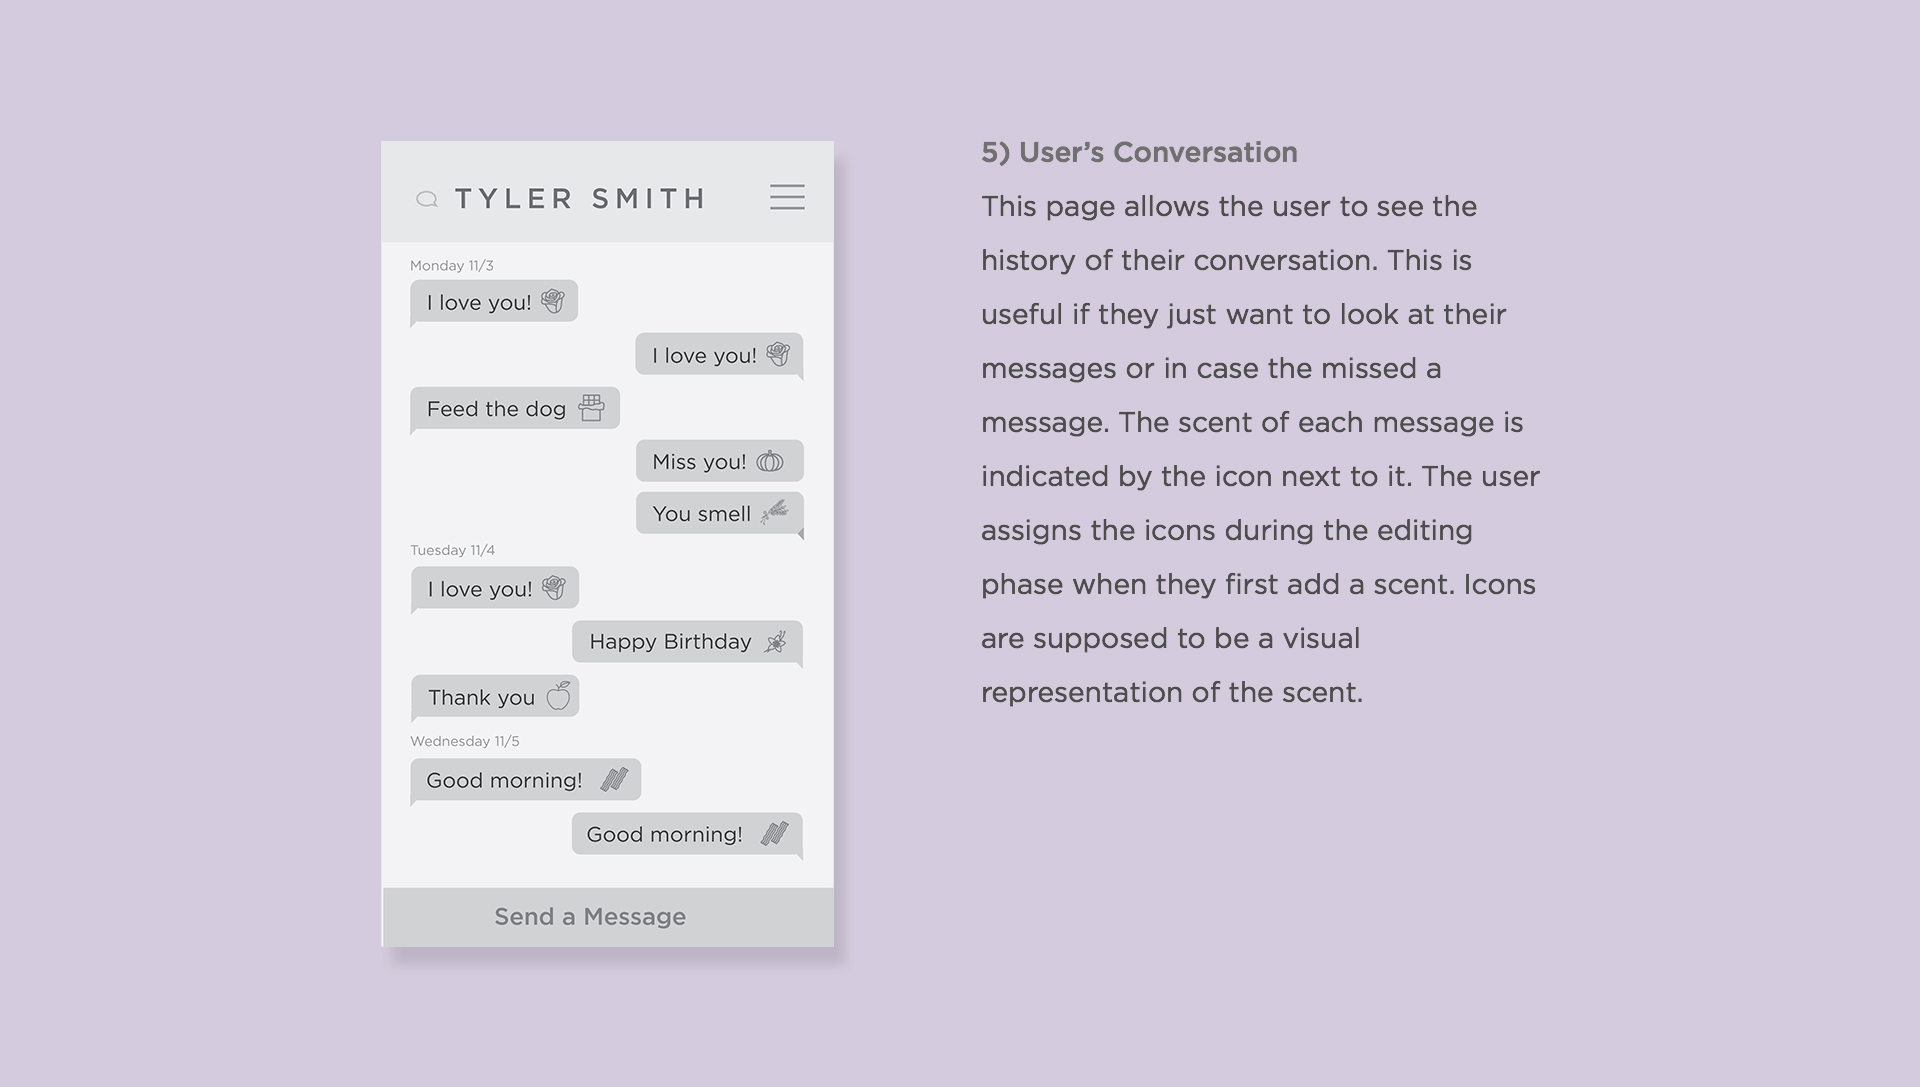 TYLER SMITH
Monday 11/3
I love you!
I love you!
Feed the dog
Miss you!
You smell
Tuesday 11/4
I love you!
Happy Birthday
Thank you
Wednesday 11/5
Good morning!
Good morning!
Send a Message
5) User’s Conversation
This page allows the user to see the
history of their conversation. This is
useful if they just want to look at their
messages or in case the missed a
message. The scent of each message is
indicated by the icon next to it. The user
assigns the icons during the editing
phase when they first add a scent. Icons
are supposed to be a visual
representation of the scent.